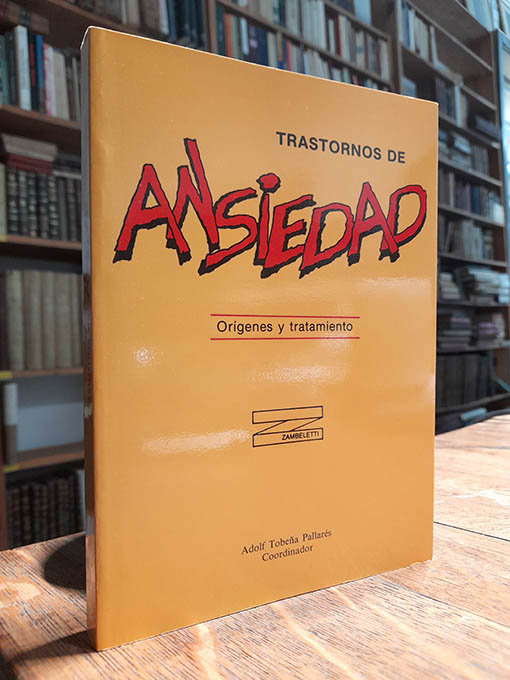 TRASTORNOS DE
ANSIEDAD
Orígenes y tratamiento
ZAMBELETTI
Adolf Tobeña Pallarés
Coordinador